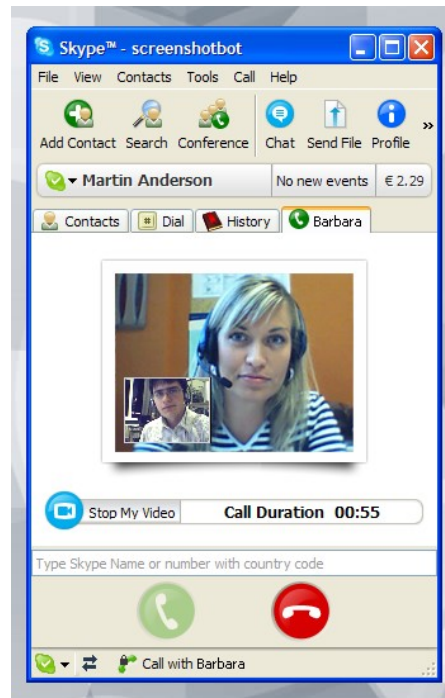 Skype™ - screenshotbot
File View Contacts Tools Call Help
Add Contact Search Conference Chat Send File Profile »
Martin Anderson No new events € 2.29
Contacts # Dial History Barbara
Stop My Video Call Duration 00:55
Type Skype Name or number with country code
Call with Barbara